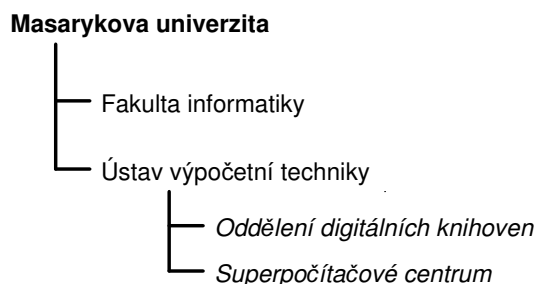 Masarykova univerzita
Fakulta informatiky
Ústav výpočetní techniky
Oddělení digitálních knihoven
Superpočítačové centrum